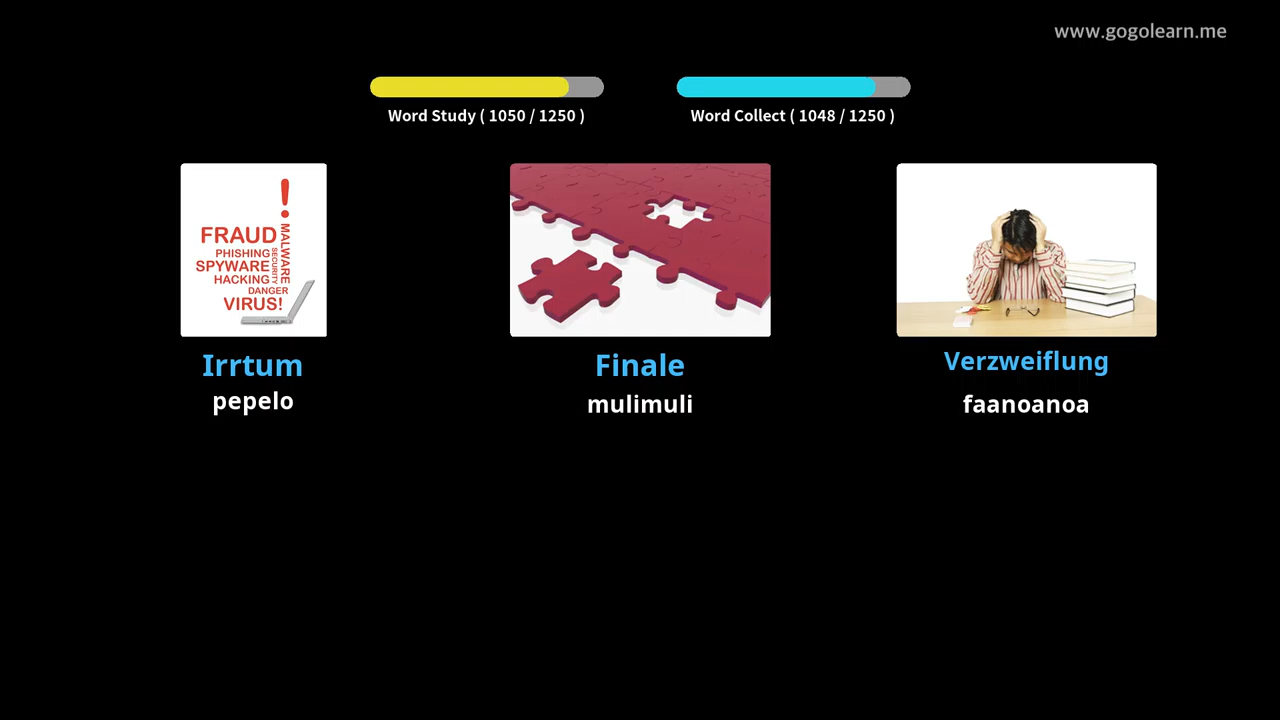 www.gogolearn.me
Word Study ( 1050 / 1250 )
Word Collect ( 1048 / 1250 )
!
FRAUD
PHISHING
SPYWARE
HACKING
DANGER
VIRUS!
MALWARE
SECURITY
Irrtum
pepelo
Finale
mulimuli
Verzweiflung
faanoanoa